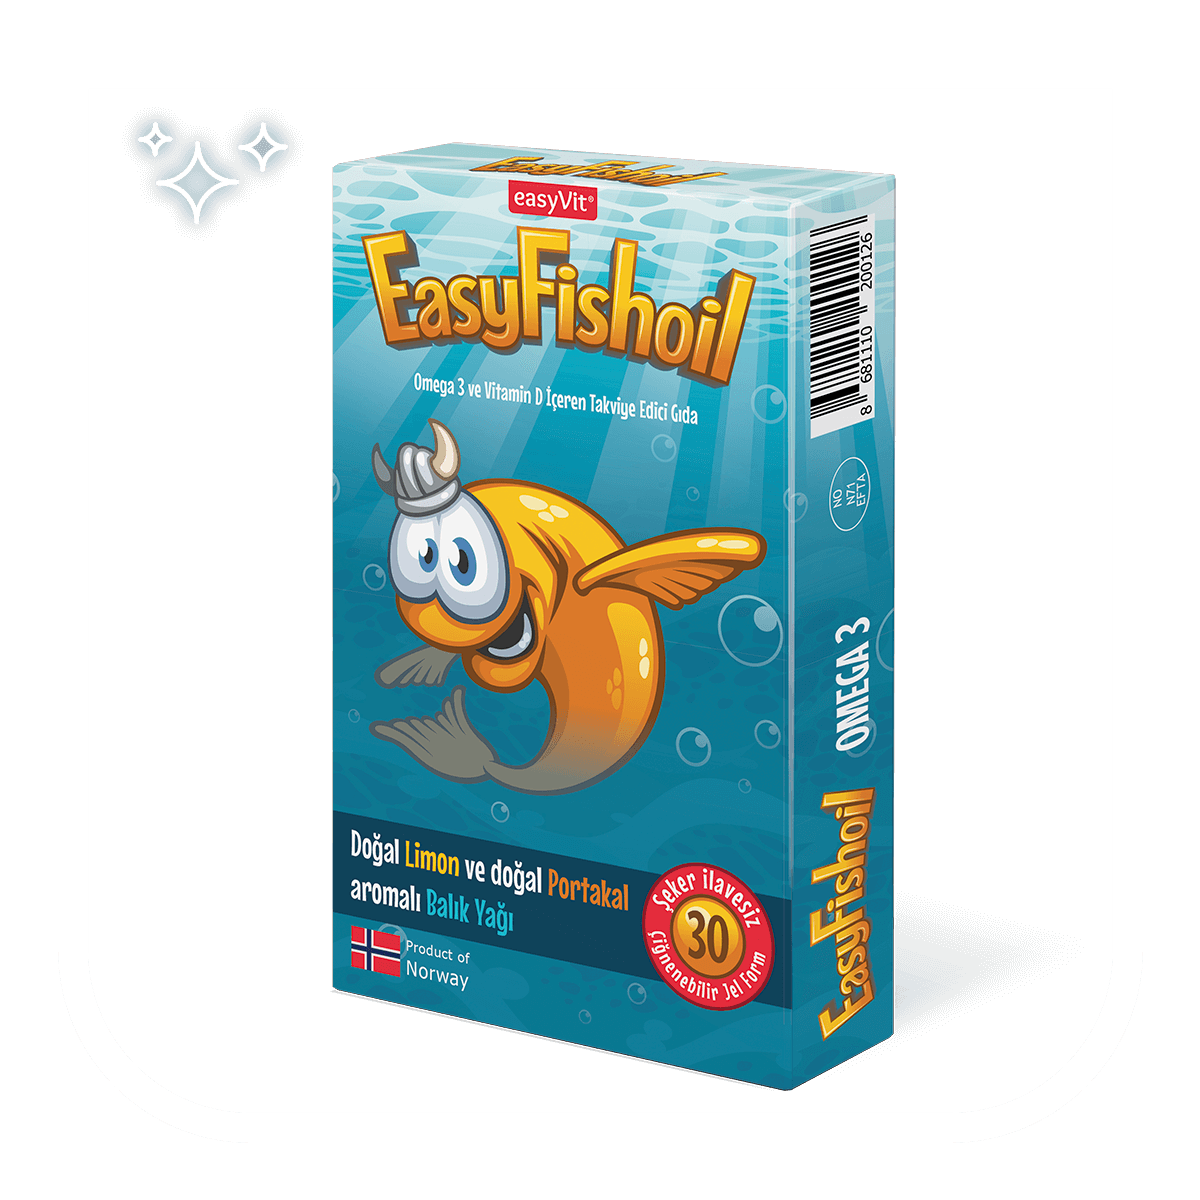 EasyFishoil
easyVit®
EasyFishoil
Omega 3 ve Vitamin D İçeren Takviye Edici Gıda
Doğal Limon ve doğal Portakal
aromalı Balık Yağı
Product of
Norway
Şeker ilavesiz
30
Çiğnenebilir Jel Form
8 681110 200126
NO
N71
EFTA
OMEGA 3
EasyFishoil